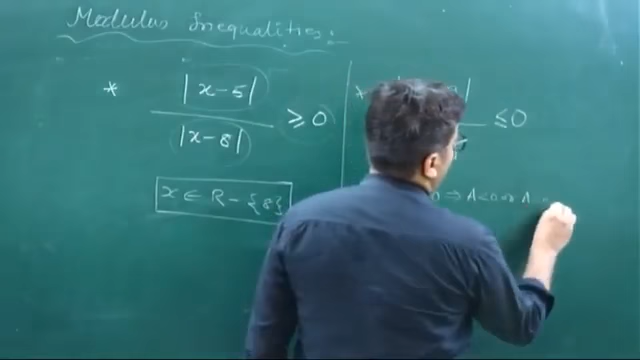 Modulus Inequalities:-
* |x-5|
|x-8| ≥ 0
x ∈ R - {8}
* | ≤0
⇒ A<0 or A